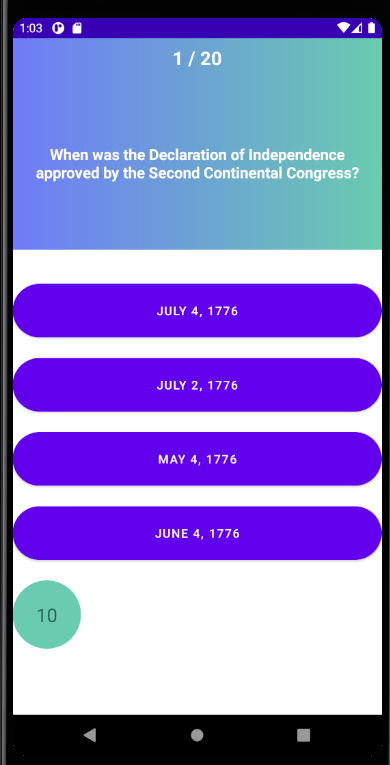 1:03
1 / 20
When was the Declaration of Independence
approved by the Second Continental Congress?
JULY 4, 1776
JULY 2, 1776
MAY 4, 1776
JUNE 4, 1776
10